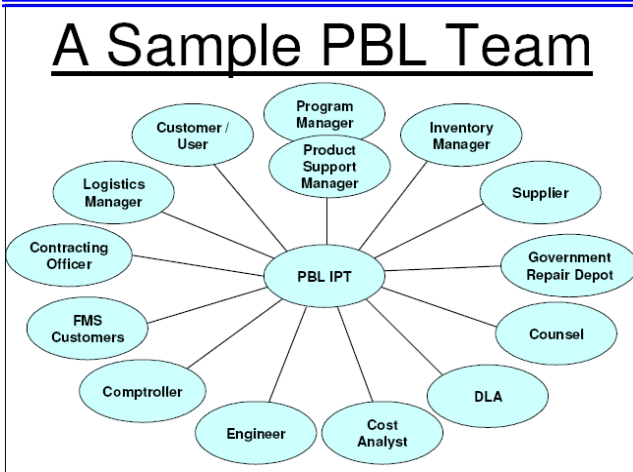 A Sample PBL Team
Program
Manager
Customer /
User
Inventory
Manager
Product
Support
Manager
Logistics
Manager
Supplier
Contracting
Officer
PBL IPT
Government
Repair Depot
FMS
Customers
Counsel
Comptroller
DLA
Engineer
Cost
Analyst